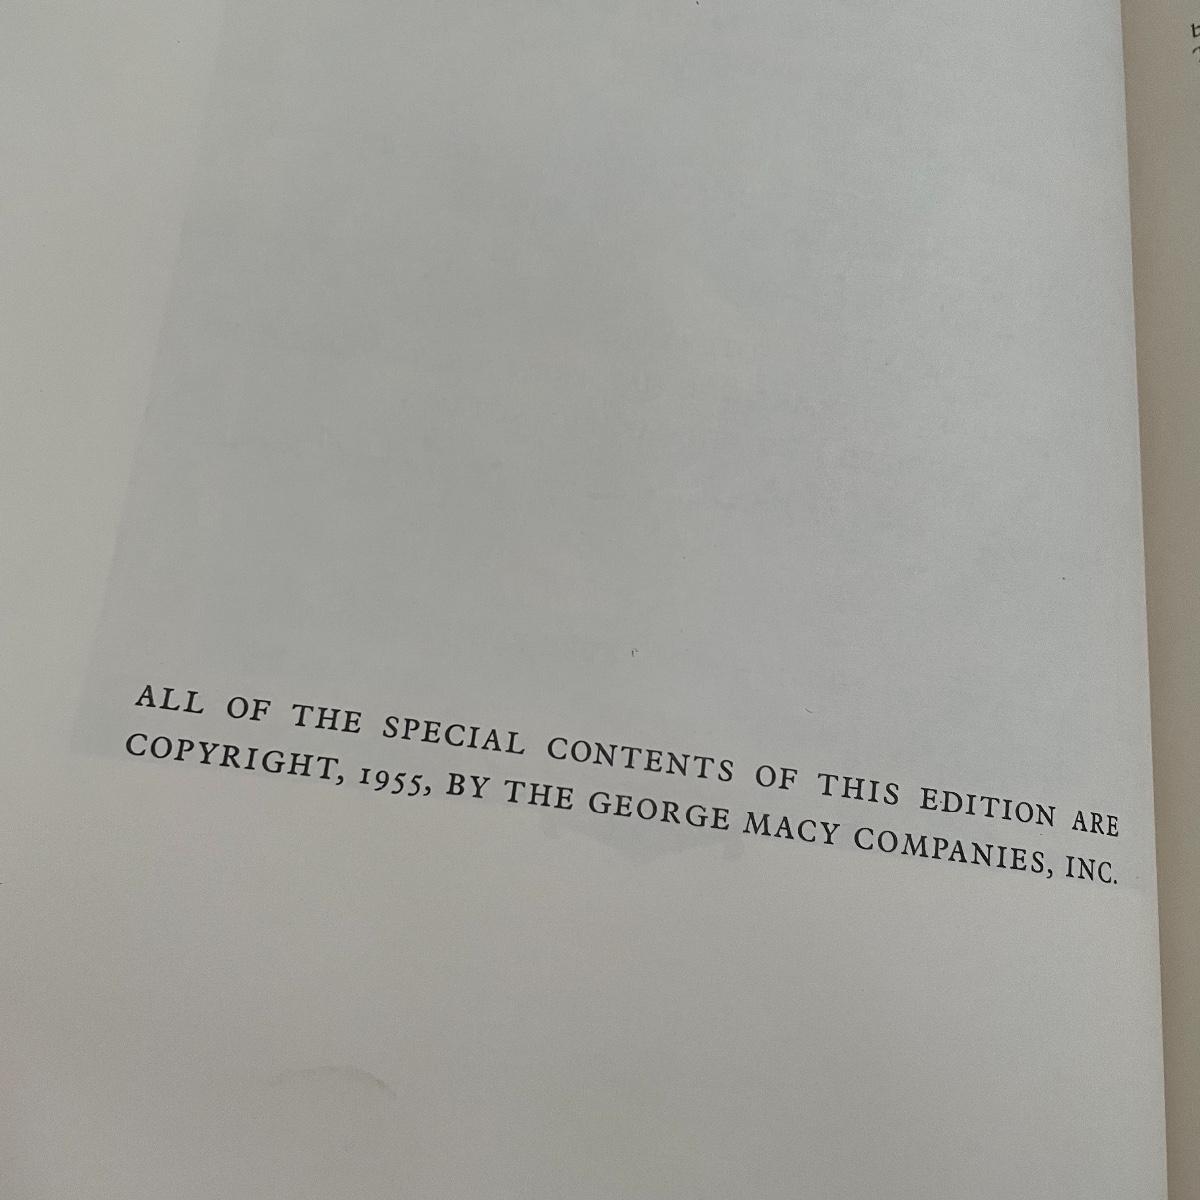 ALL OF THE SPECIAL CONTENTS OF THIS EDITION ARE
COPYRIGHT, 1955, BY THE GEORGE MACY COMPANIES, INC.